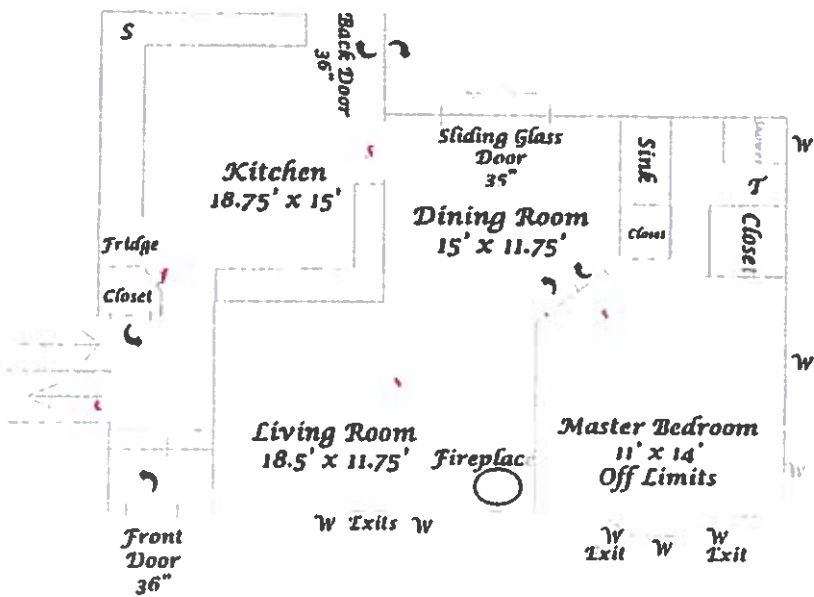 S
Back Door
36"
Kitchen
18.75' x 15'
Sliding Glass
Door
35"
Dining Room
15' x 11.75'
Sink
Closet
Shower
T
Closet
W
W
W
Fridge
Closet
Living Room
18.5' x 11.75'
Fireplace
Master Bedroom
11' x 14'
Off Limits
Front
Door
36"
W Exits W
W
Exit
W
W
Exit